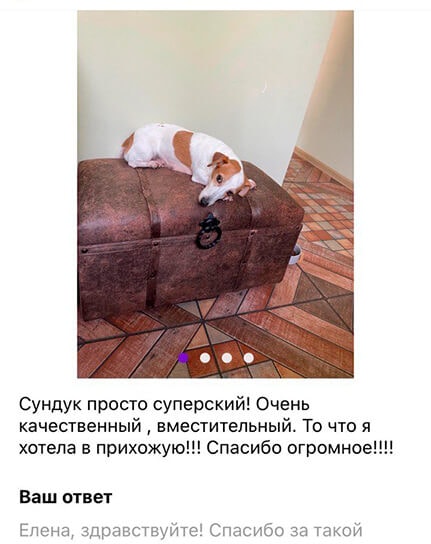 Сундук просто суперский! Очень
качественный , вместительный. То что я
хотела в прихожую!!! Спасибо огромное!!!!
Ваш ответ
Елена, здравствуйте! Спасибо за такой